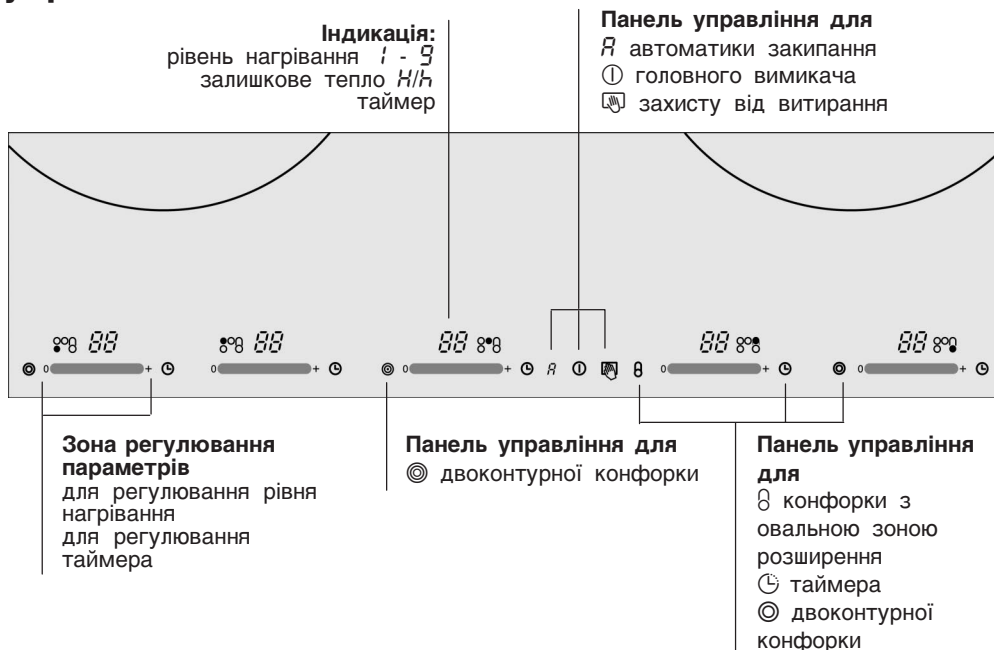 Індикація:
рівень нагрівання 1 - 9
залишкове тепло H/h
таймер
Панель управління для
A автоматики закипання
головного вимикача
захисту від витирання
88 88 88 88 88
0 + 0 + 0 + A 0 + 0 +
Зона регулювання
параметрів
для регулювання рівня
нагрівання
для регулювання
таймера
Панель управління для
двоконтурної конфорки
Панель управління
для
конфорки з
овальною зоною
розширення
таймера
двоконтурної
конфорки